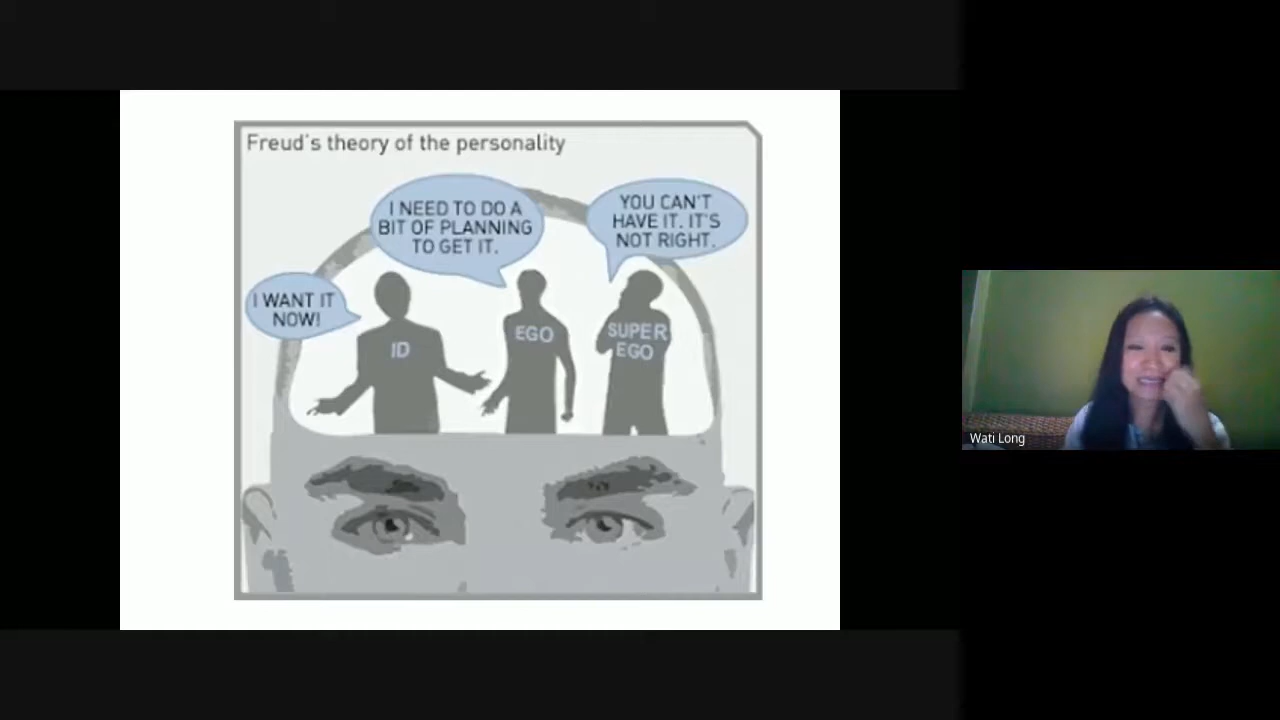 Freud's theory of the personality
I WANT IT
NOW!
I NEED TO DO A
BIT OF PLANNING
TO GET IT.
YOU CAN'T
HAVE IT. IT'S
NOT RIGHT.
ID
EGO
SUPER
EGO
Wati Long